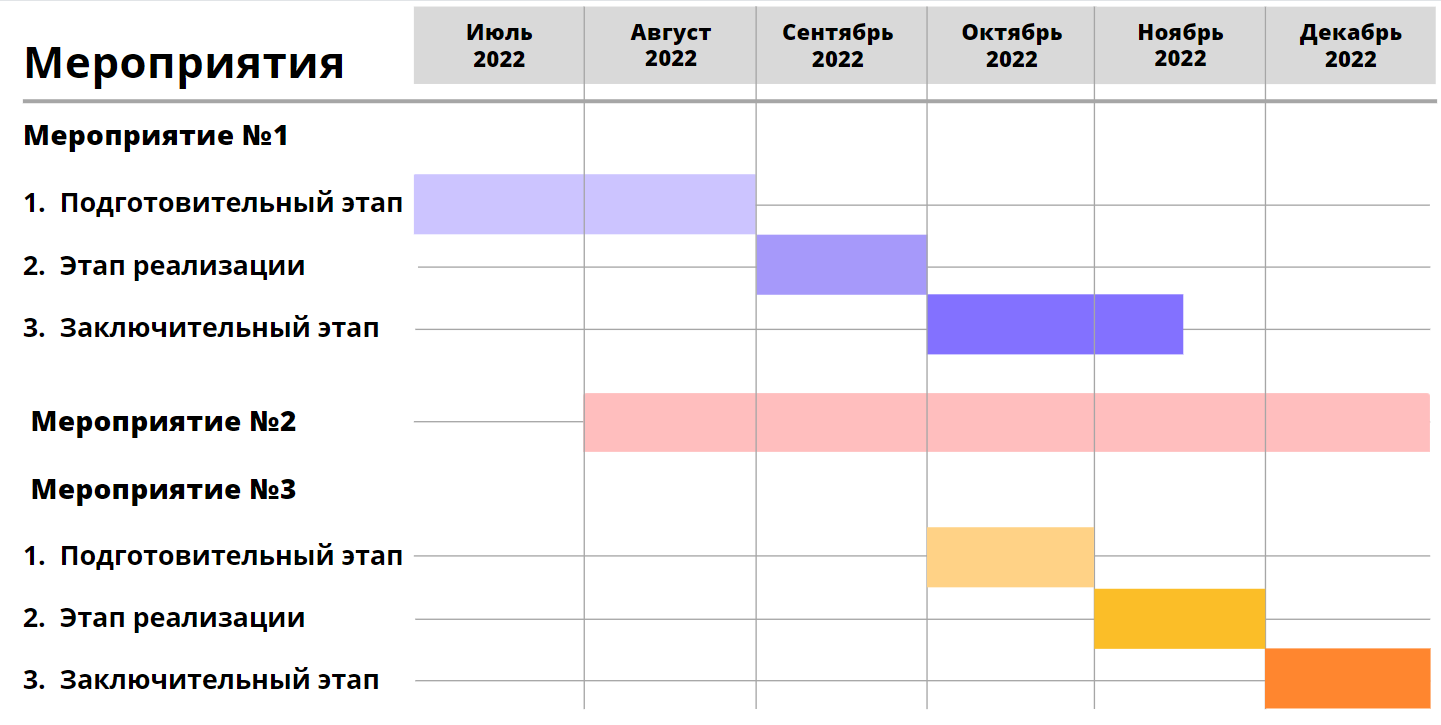 Мероприятия
Июль 2022
Август 2022
Сентябрь 2022
Октябрь 2022
Ноябрь 2022
Декабрь 2022
Мероприятие №1
1. Подготовительный этап
2. Этап реализации
3. Заключительный этап
Мероприятие №2
Мероприятие №3
1. Подготовительный этап
2. Этап реализации
3. Заключительный этап